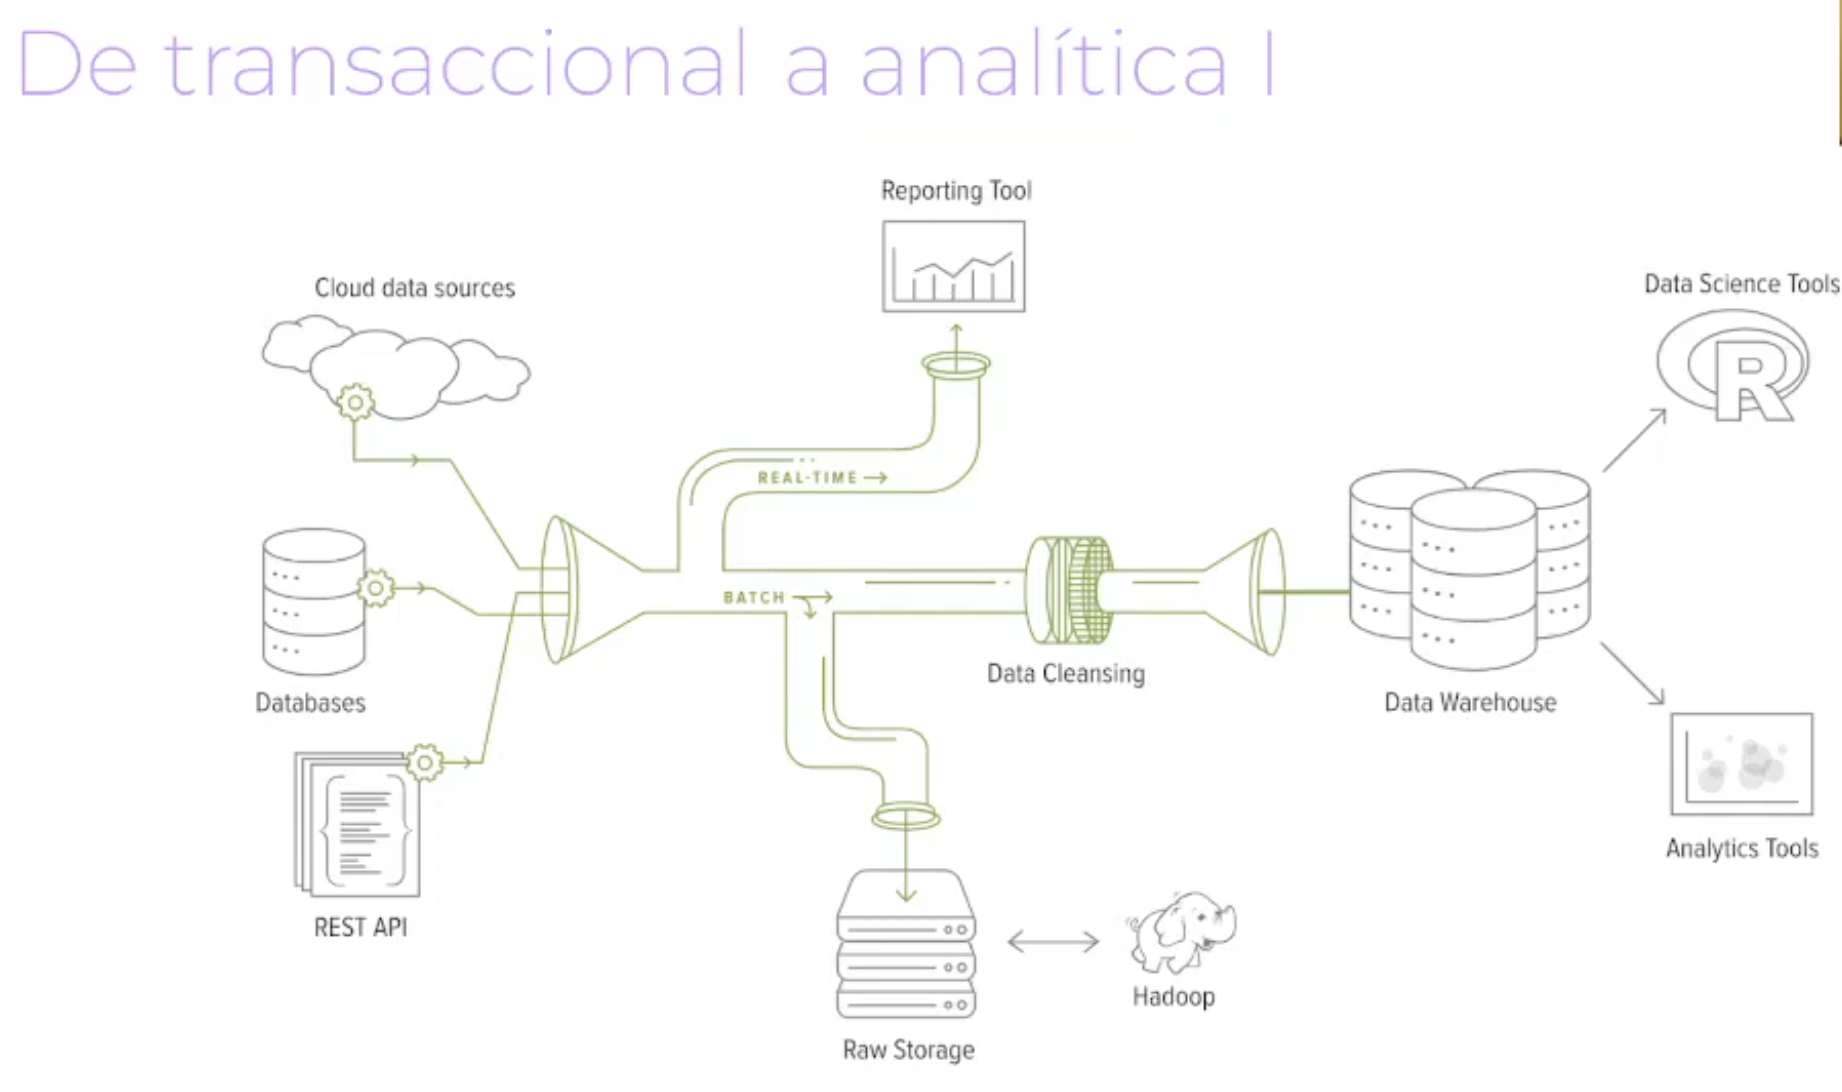 De transaccional a analítica I
Reporting Tool
Cloud data sources
Data Science Tools
R
REAL-TIME
BATCH
Data Cleansing
Databases
Data Warehouse
REST API
Analytics Tools
Hadoop
Raw Storage